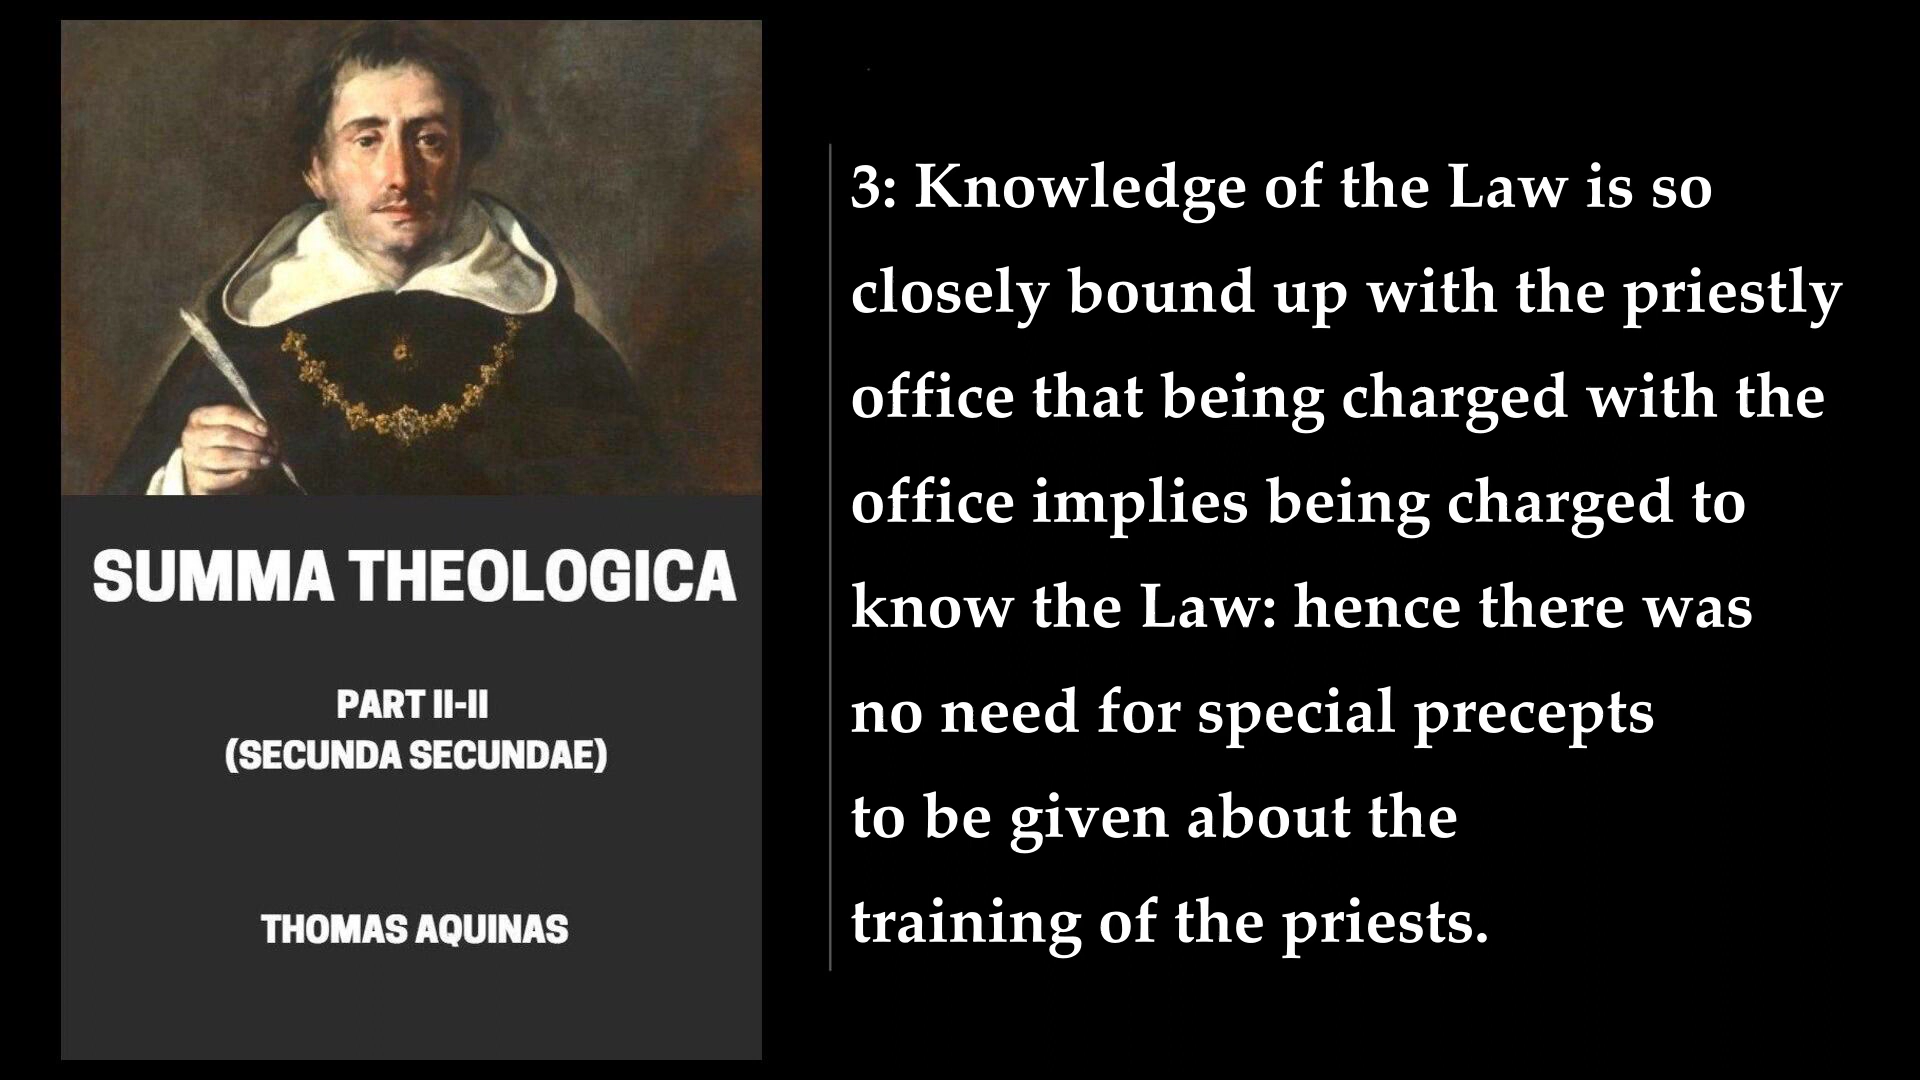 SUMMA THEOLOGICA
PART II-II
(SECUNDA SECUNDAE)
THOMAS AQUINAS
3: Knowledge of the Law is so
closely bound up with the priestly
office that being charged with the
office implies being charged to
know the Law: hence there was
no need for special precepts
to be given about the
training of the priests.